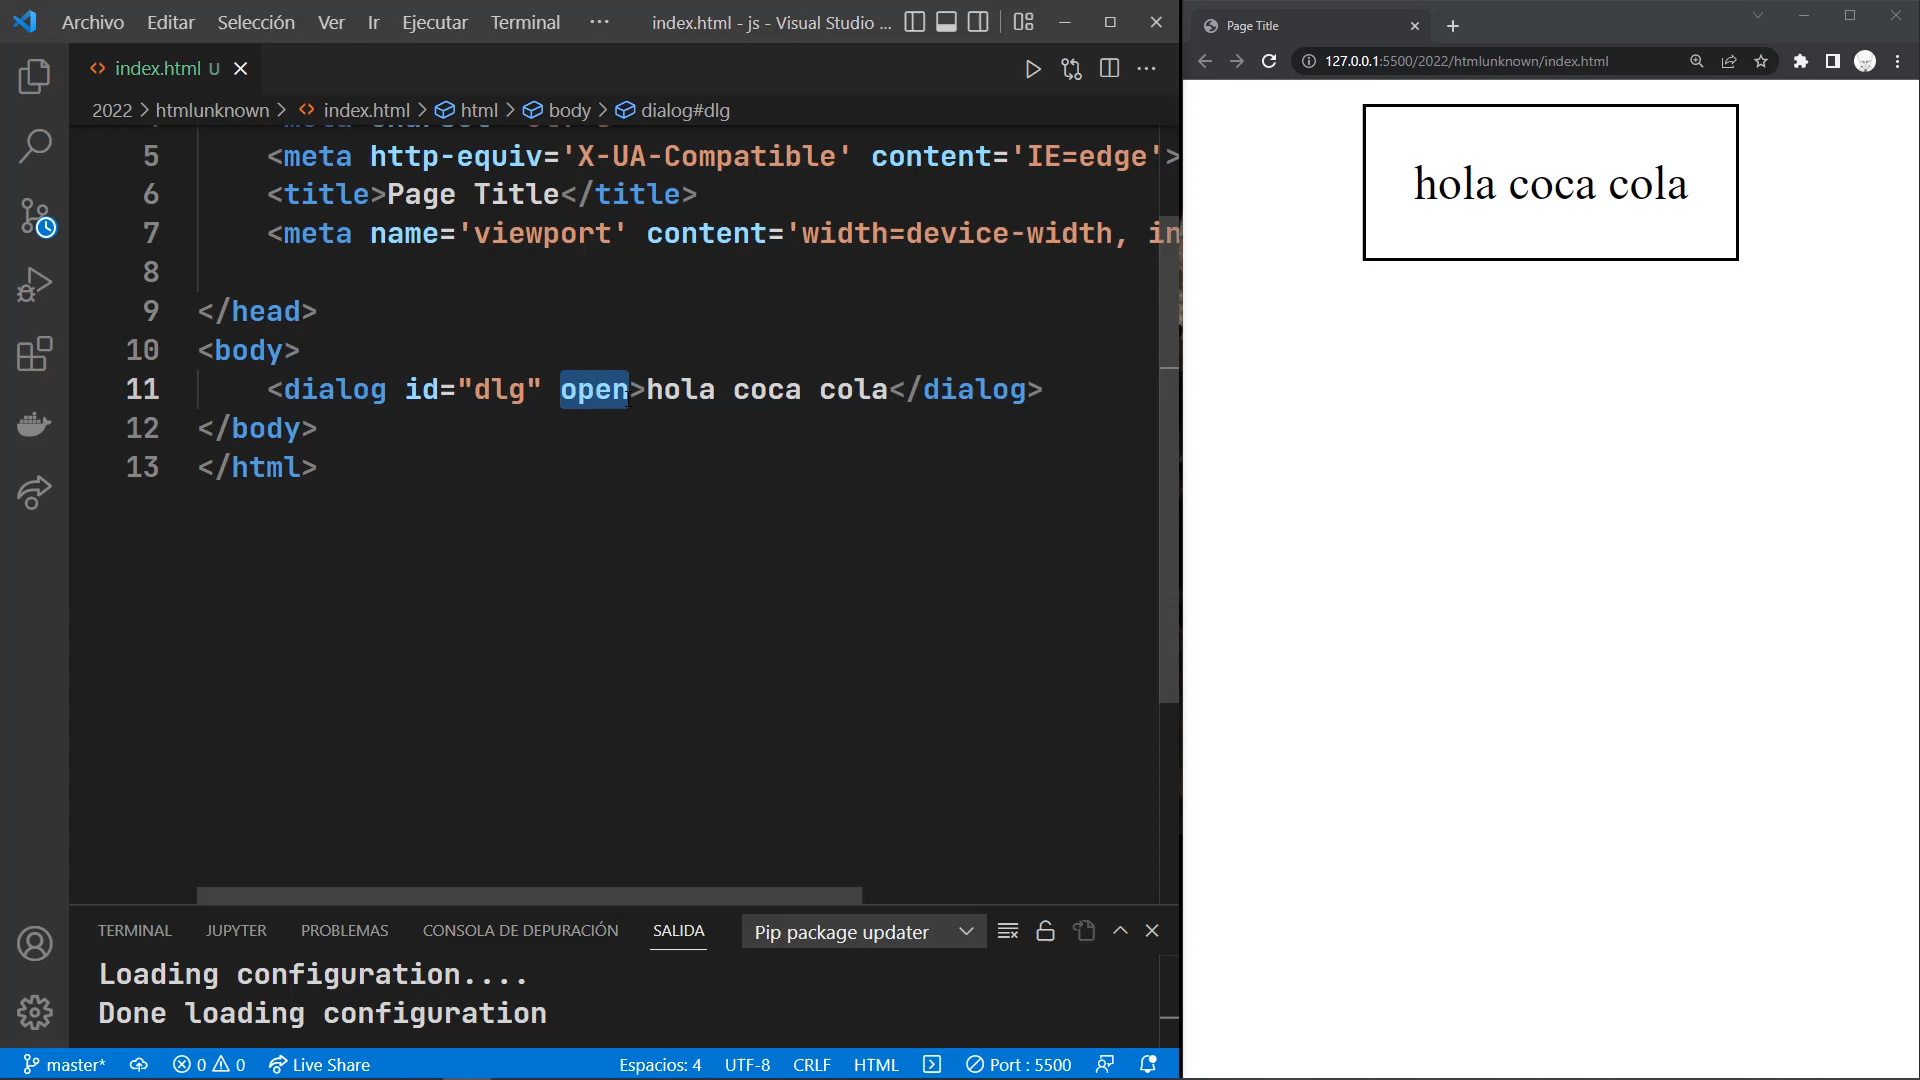 Archivo Editar Selección Ver Ir Ejecutar Terminal ··· index.html - js - Visual Studio ...
index.html U
2022 > htmlunknown > index.html > html > body > dialog#dlg
5 <meta http-equiv='X-UA-Compatible' content='IE=edge'>
6 <title>Page Title</title>
7 <meta name='viewport' content='width=device-width, in
8
9 </head>
10 <body>
11 <dialog id="dlg" open>hola coca cola</dialog>
12 </body>
13 </html>
TERMINAL JUPYTER PROBLEMAS CONSOLA DE DEPURACIÓN SALIDA Pip package updater
Loading configuration....
Done loading configuration
master* 0 0 Live Share Espacios: 4 UTF-8 CRLF HTML Port : 5500
Page Title
127.0.0.1:5500/2022/htmlunknown/index.html
hola coca cola